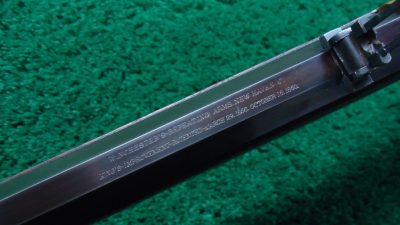 WINCHESTER'S-REPEATING ARMS. NEW HAVEN. CT.
KING'S-IMPROVEMENT-PATENTED-MARCH 29. 1866. OCTOBER 16. 1860.